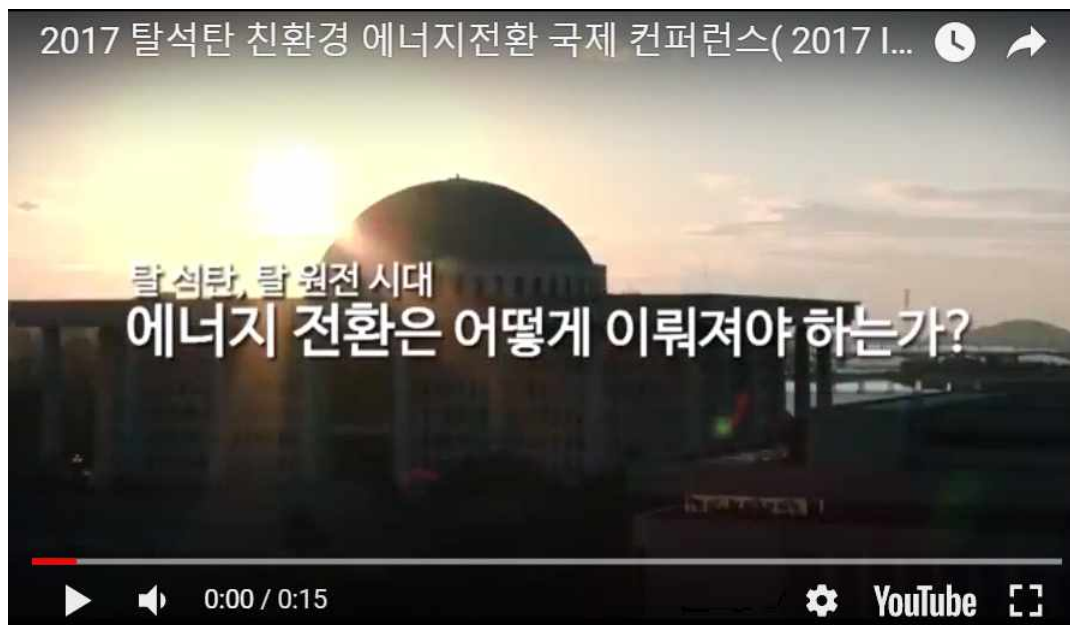 2017 탈석탄 친환경 에너지전환 국제 컨퍼런스( 2017 I...
탈 석탄, 탈 원전 시대
에너지 전환은 어떻게 이뤄져야 하는가?
0:00 / 0:15
YouTube